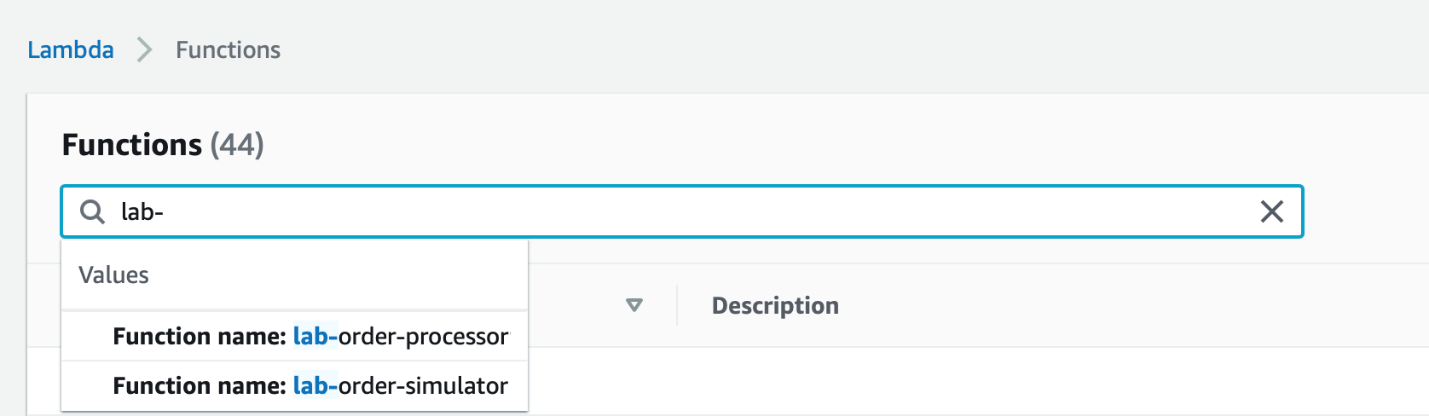 Lambda > Functions
Functions (44)
lab-
Values
Description
Function name: lab-order-processor
Function name: lab-order-simulator